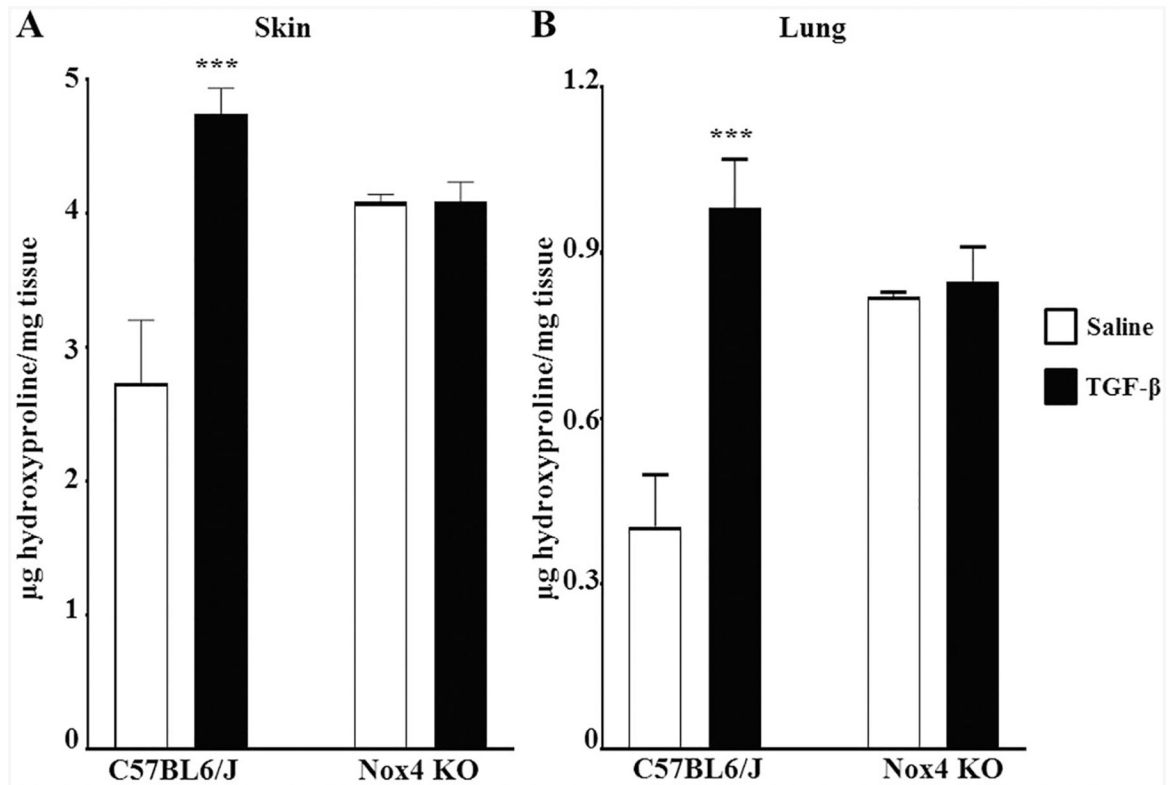 A
Skin
***
5
4
3
2
1
0
µg hydroxyproline/mg tissue
C57BL6/J
Nox4 KO
B
Lung
***
1.2
0.9
0.6
0.3
0
µg hydroxyproline/mg tissue
C57BL6/J
Nox4 KO
Saline
TGF-β